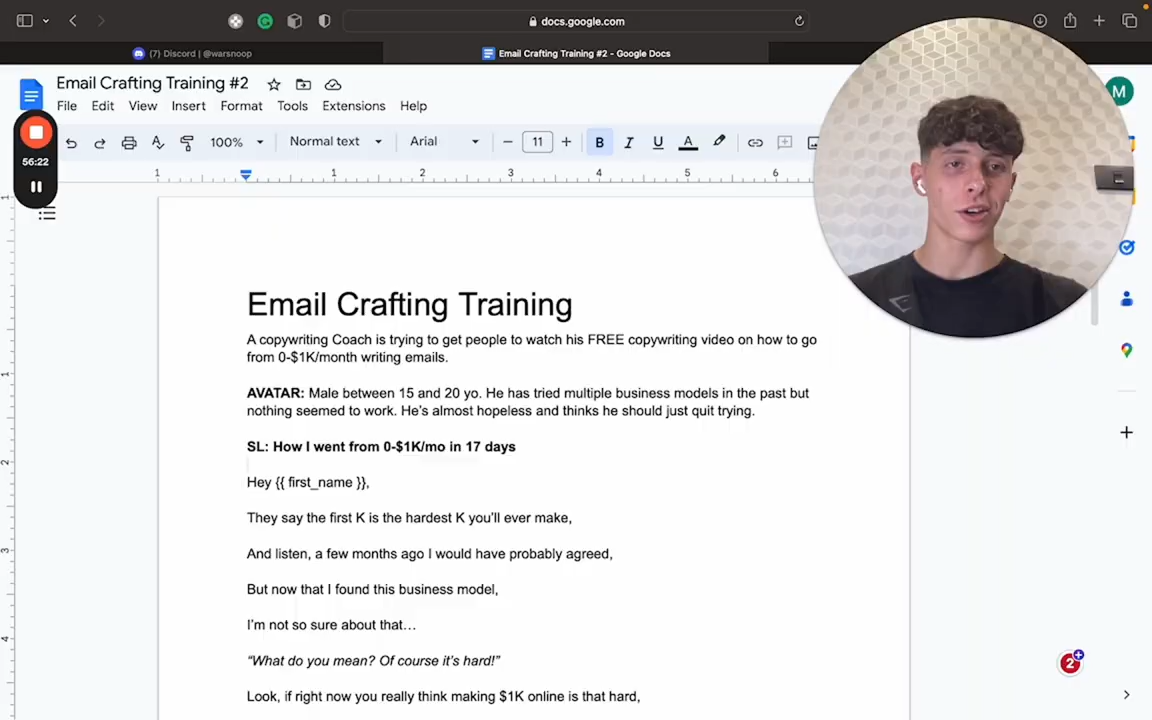 docs.google.com
(7) Discord | @warsnoop
Email Crafting Training #2 - Google Docs
Email Crafting Training #2
M
File Edit View Insert Format Tools Extensions Help
100% Normal text Arial 11 B I U A
56:22
1 1 2 3 4 5 6
Email Crafting Training
A copywriting Coach is trying to get people to watch his FREE copywriting video on how to go
from 0-$1K/month writing emails.
AVATAR: Male between 15 and 20 yo. He has tried multiple business models in the past but
nothing seemed to work. He's almost hopeless and thinks he should just quit trying.
SL: How I went from 0-$1K/mo in 17 days
Hey {{ first_name }},
They say the first K is the hardest K you'll ever make,
And listen, a few months ago I would have probably agreed,
But now that I found this business model,
I'm not so sure about that…
“What do you mean? Of course it's hard!”
Look, if right now you really think making $1K online is that hard,
2